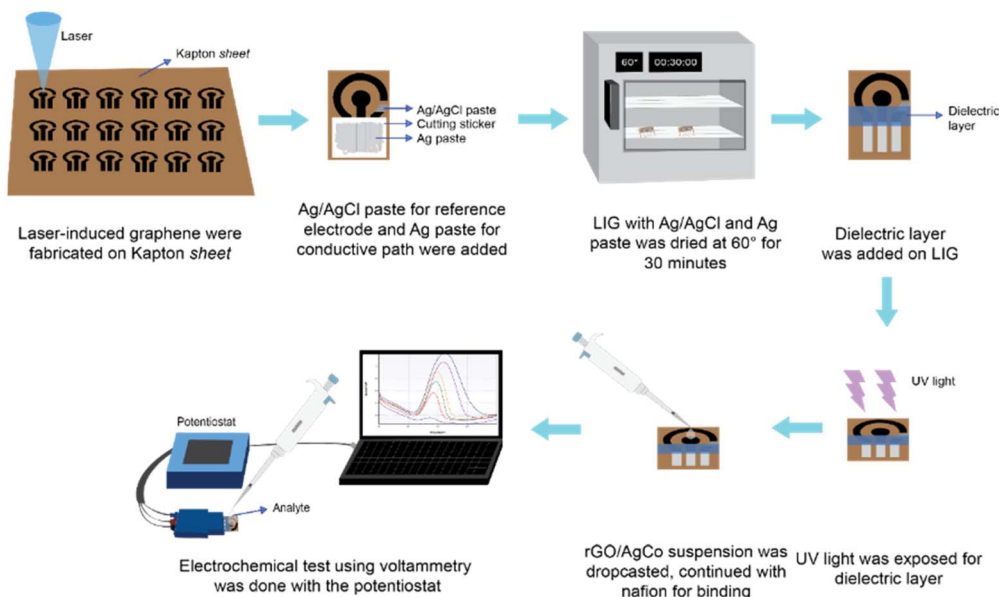 Laser
Kapton sheet
Laser-induced graphene were
fabricated on Kapton sheet
Ag/AgCl paste
Cutting sticker
Ag paste
Ag/AgCl paste for reference
electrode and Ag paste for
conductive path were added
60° 00:30:00
LIG with Ag/AgCl and Ag
paste was dried at 60° for
30 minutes
Dielectric
layer
Dielectric layer
was added on LIG
UV light
UV light was exposed for
dielectric layer
rGO/AgCo suspension was
dropcasted, continued with
nafion for binding
Potentiostat
Analyte
Electrochemical test using voltammetry
was done with the potentiostat